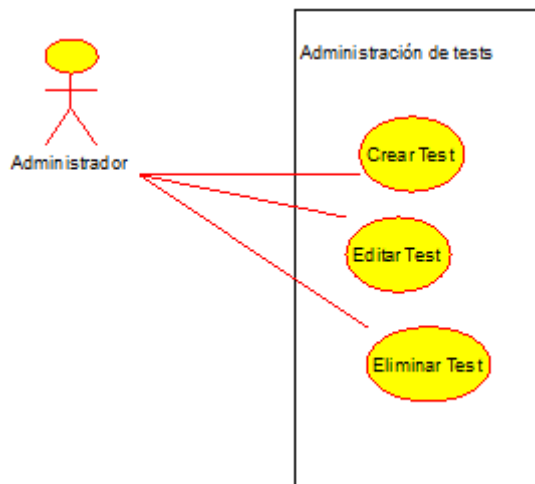 Administración de tests
Administrador
Crear Test
Editar Test
Eliminar Test